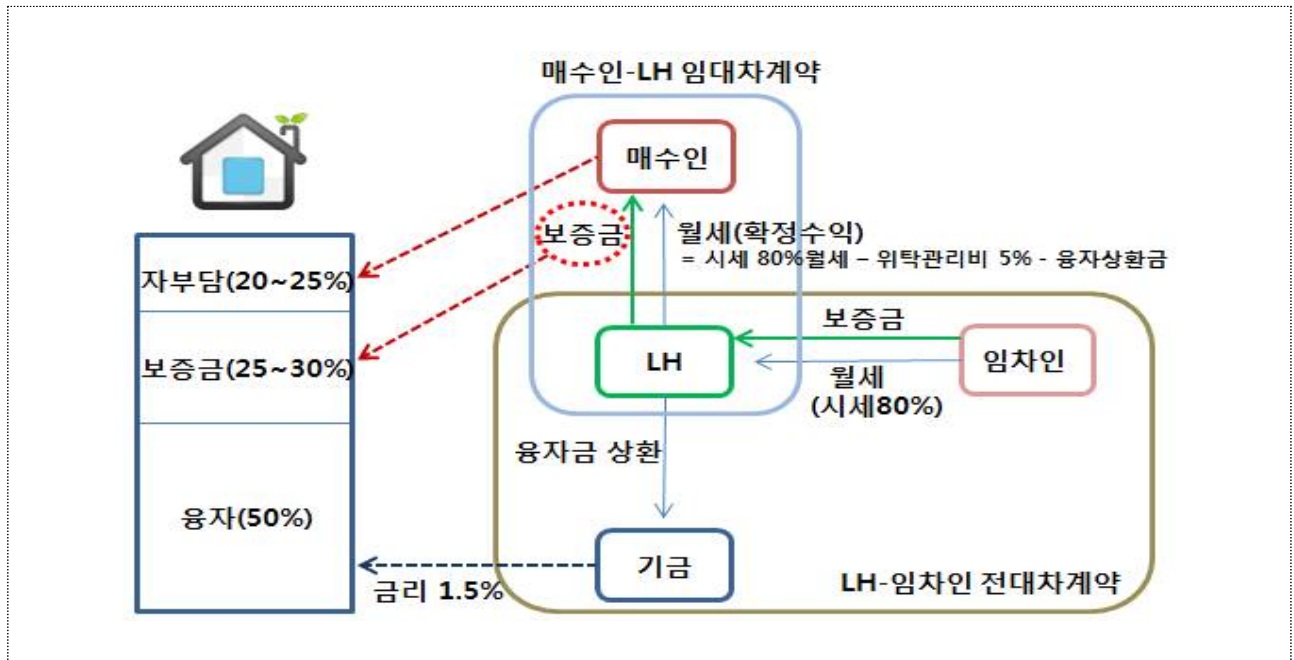 매수인-LH 임대차계약
매수인
보증금
월세(확정수익)
= 시세 80%월세 – 위탁관리비 5% - 융자상환금
자부담(20~25%)
보증금(25~30%)
융자(50%)
LH
보증금
월세
(시세80%)
임차인
융자금 상환
기금
금리 1.5%
LH-임차인 전대차계약